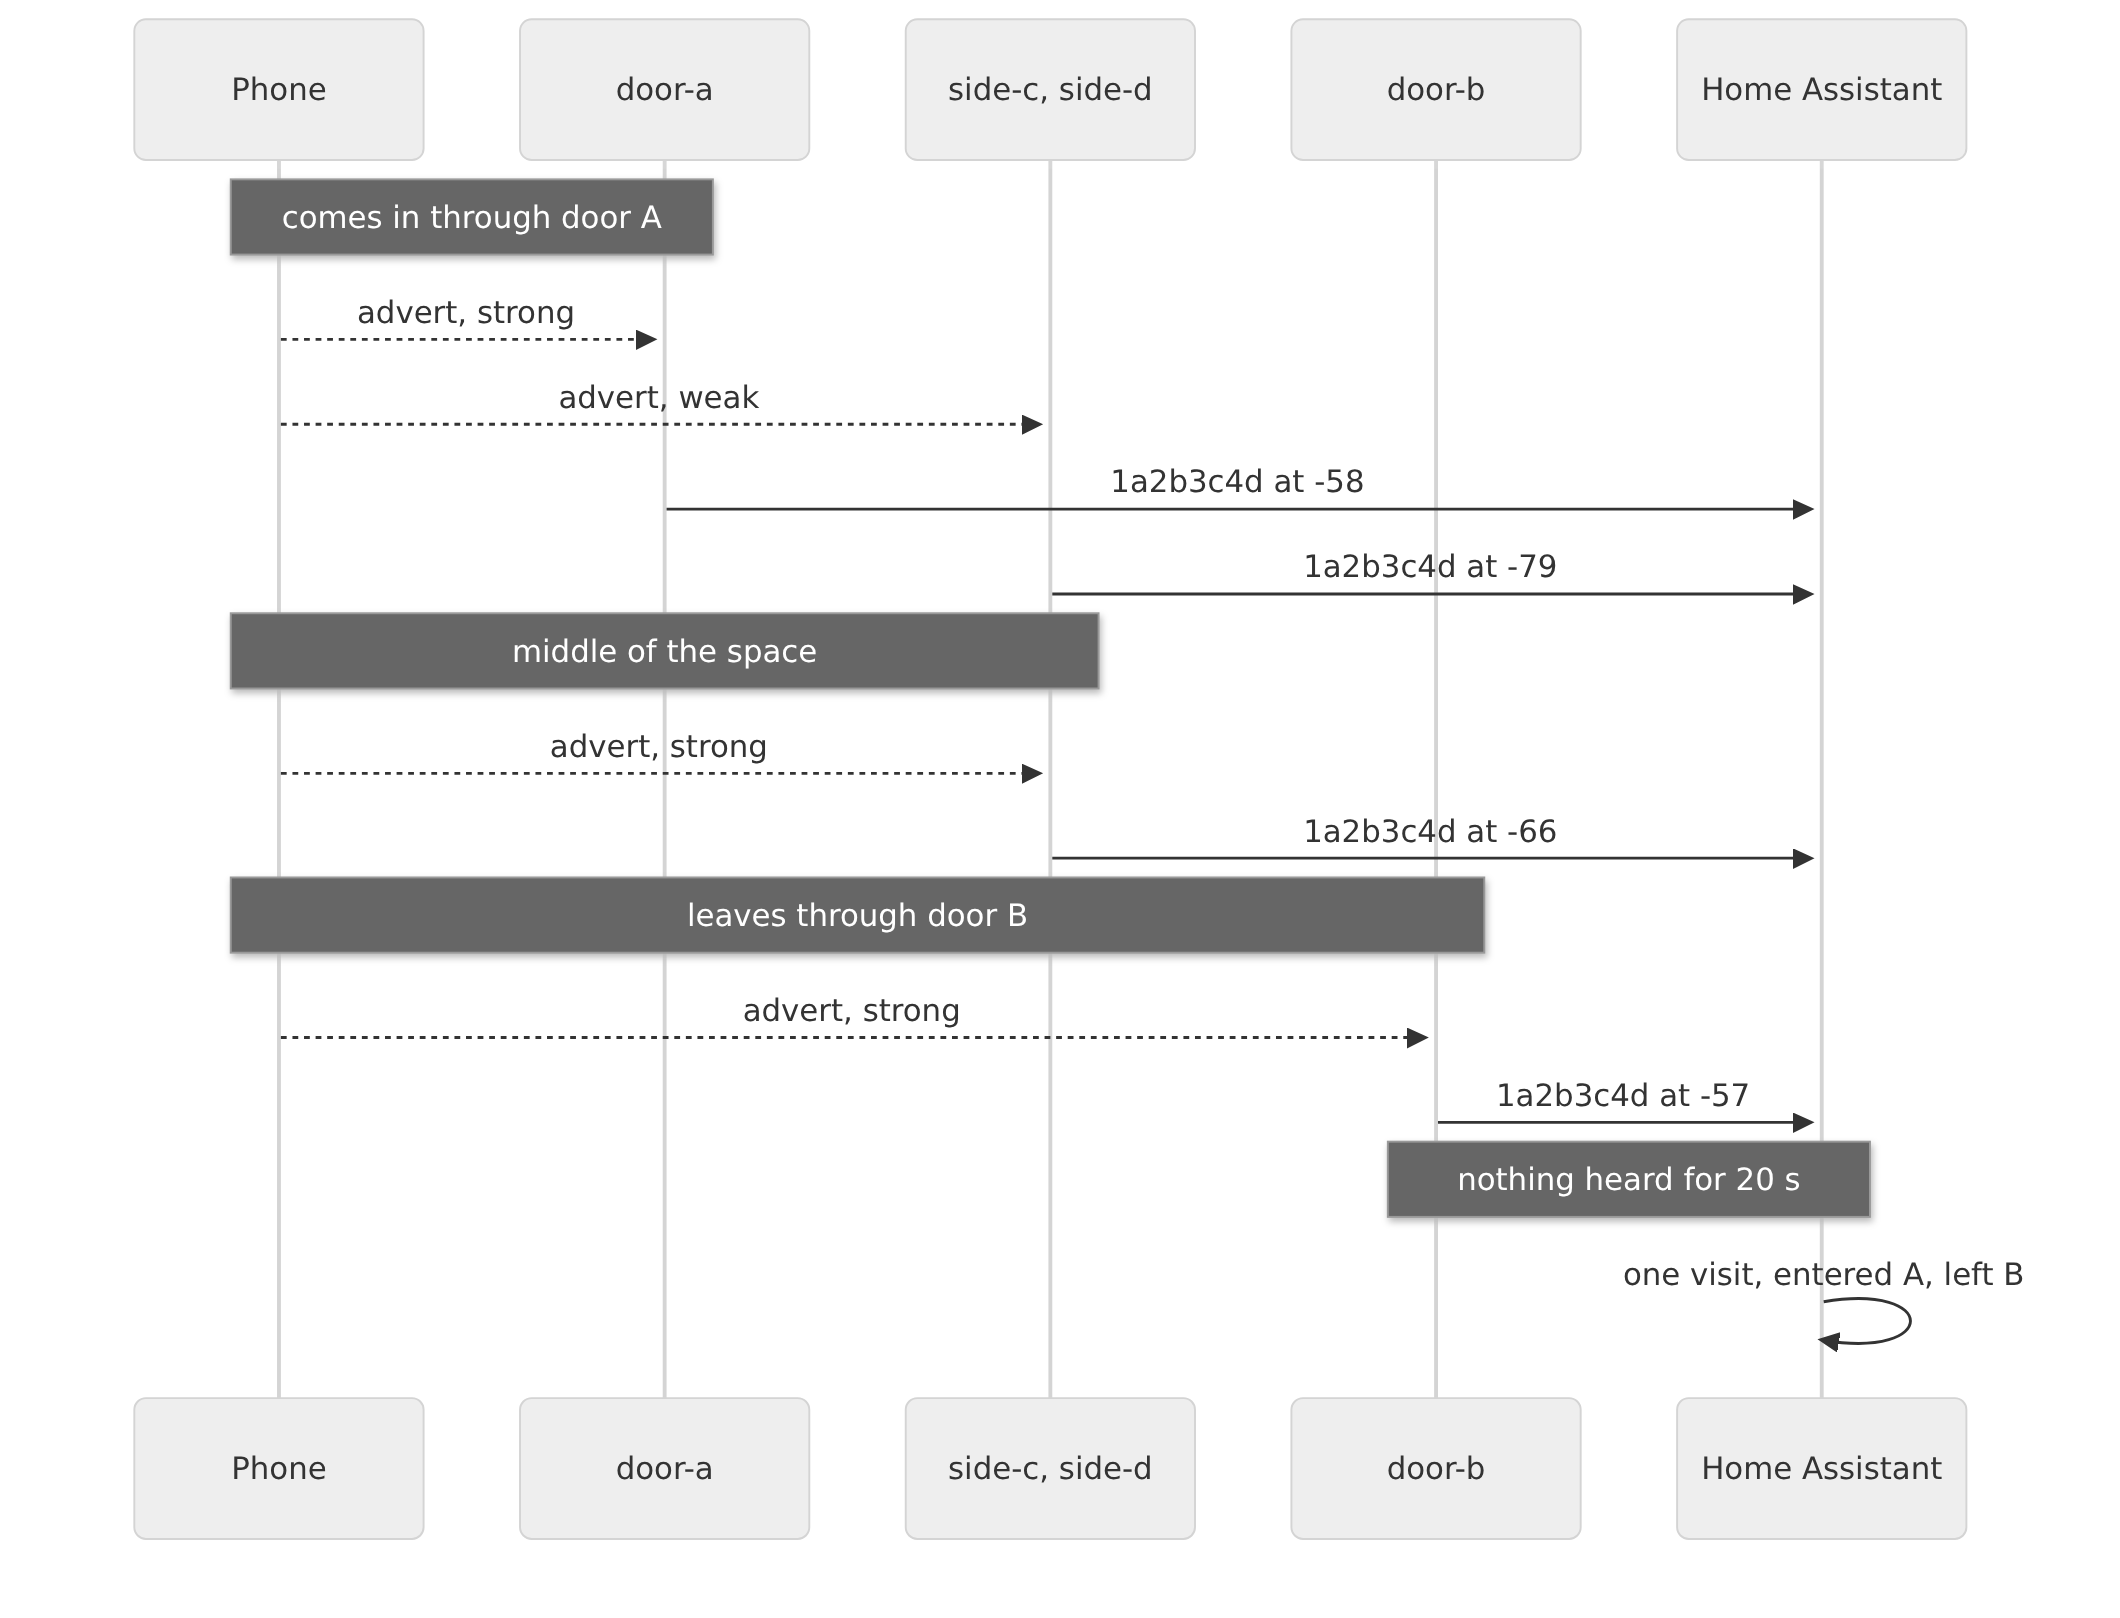 Phone
door-a
side-c, side-d
door-b
Home Assistant
comes in through door A
advert, strong
advert, weak
1a2b3c4d at -58
1a2b3c4d at -79
middle of the space
advert, strong
1a2b3c4d at -66
leaves through door B
advert, strong
1a2b3c4d at -57
nothing heard for 20 s
one visit, entered A, left B
Phone
door-a
side-c, side-d
door-b
Home Assistant